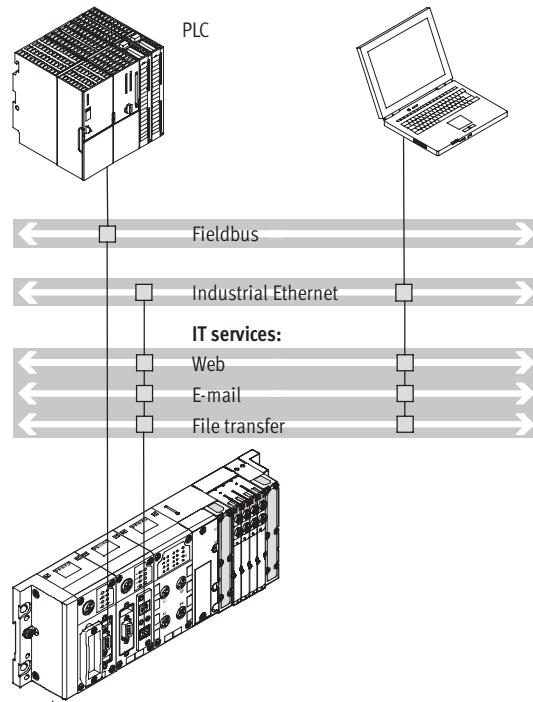 PLC
Fieldbus
Industrial Ethernet
IT services:
Web
E-mail
File transfer